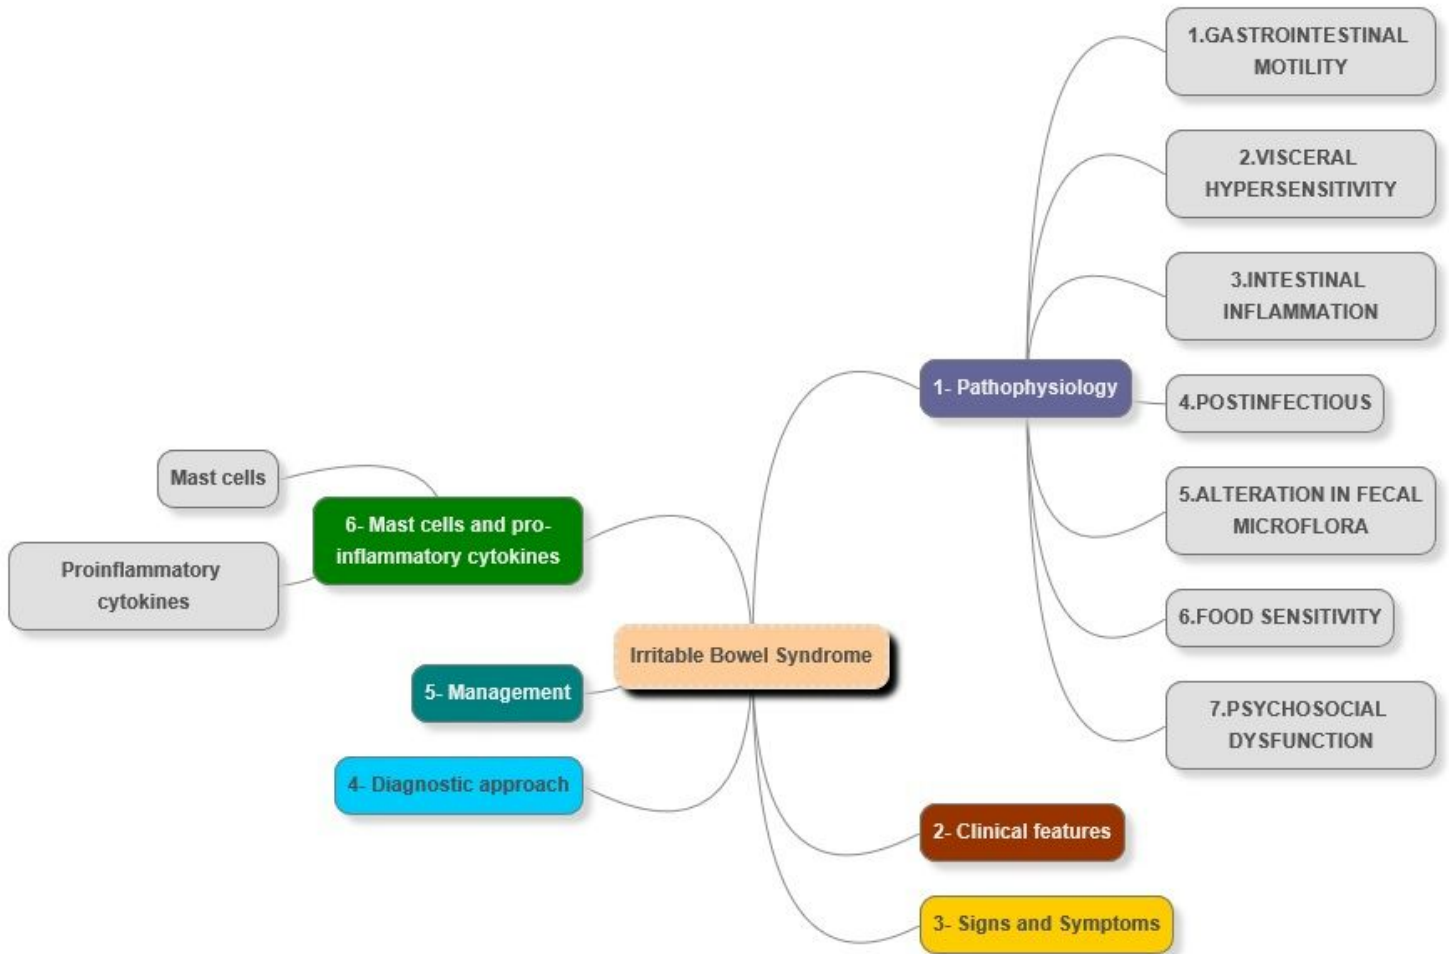 1.GASTROINTESTINAL
MOTILITY
2.VISCERAL
HYPERSENSITIVITY
3.INTESTINAL
INFLAMMATION
1- Pathophysiology
4.POSTINFECTIOUS
5.ALTERATION IN FECAL
MICROFLORA
6.FOOD SENSITIVITY
7.PSYCHOSOCIAL
DYSFUNCTION
Mast cells
6- Mast cells and pro-
inflammatory cytokines
Proinflammatory
cytokines
Irritable Bowel Syndrome
5- Management
4- Diagnostic approach
2- Clinical features
3- Signs and Symptoms